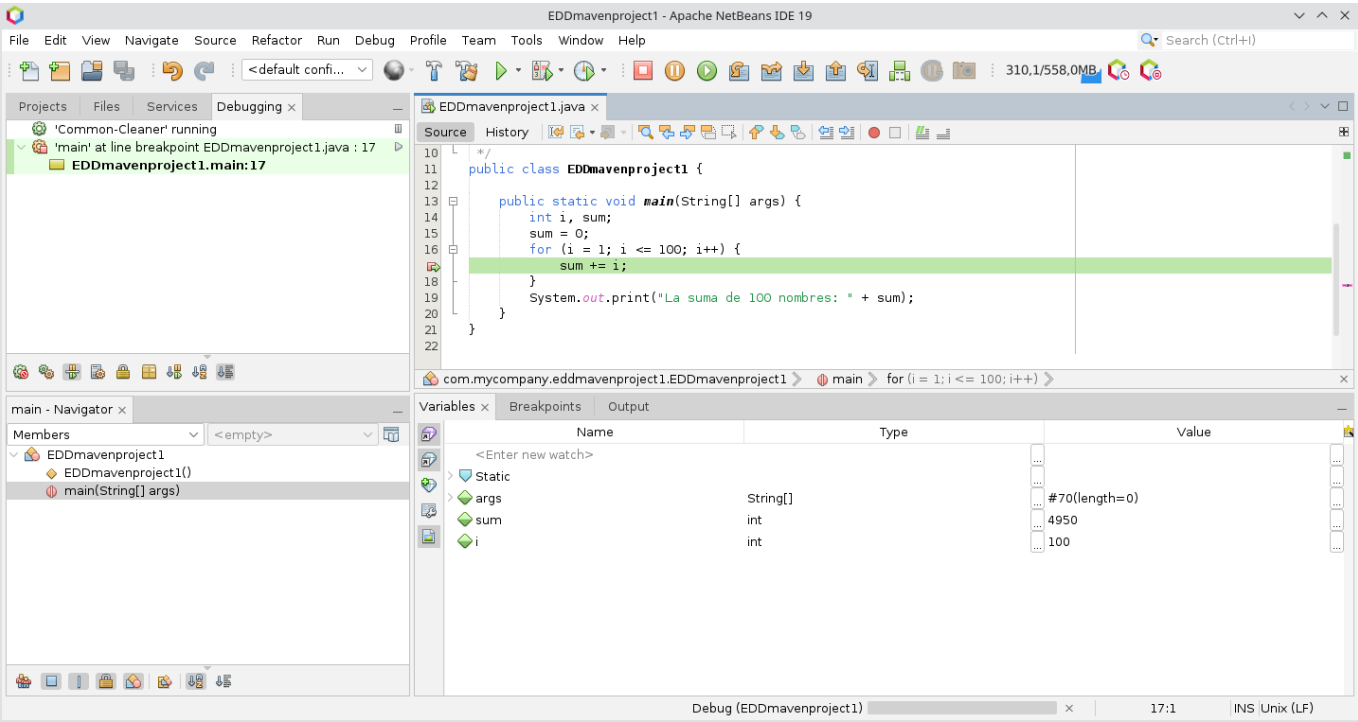 EDDmavenproject1 - Apache NetBeans IDE 19
File Edit View Navigate Source Refactor Run Debug Profile Team Tools Window Help
Search (Ctrl+I)
<default confi...
310,1/558,0MB
Projects Files Services Debugging
'Common-Cleaner' running
'main' at line breakpoint EDDmavenproject1.java : 17
EDDmavenproject1.main:17
EDDmavenproject1.java
Source History
10 */
11 public class EDDmavenproject1 {
12
13 public static void main(String[] args) {
14 int i, sum;
15 sum = 0;
16 for (i = 1; i <= 100; i++) {
sum += i;
18 }
19 System.out.print("La suma de 100 nombres: " + sum);
20 }
21 }
22
com.mycompany.eddmavenproject1.EDDmavenproject1 main for (i = 1; i <= 100; i++)
main - Navigator
Members <empty>
EDDmavenproject1
EDDmavenproject1()
main(String[] args)
Variables Breakpoints Output
Name Type Value
<Enter new watch> ... ...
Static ... ...
args String[] ... #70(length=0) ...
sum int ... 4950 ...
i int ... 100 ...
Debug (EDDmavenproject1) 17:1 INS Unix (LF)